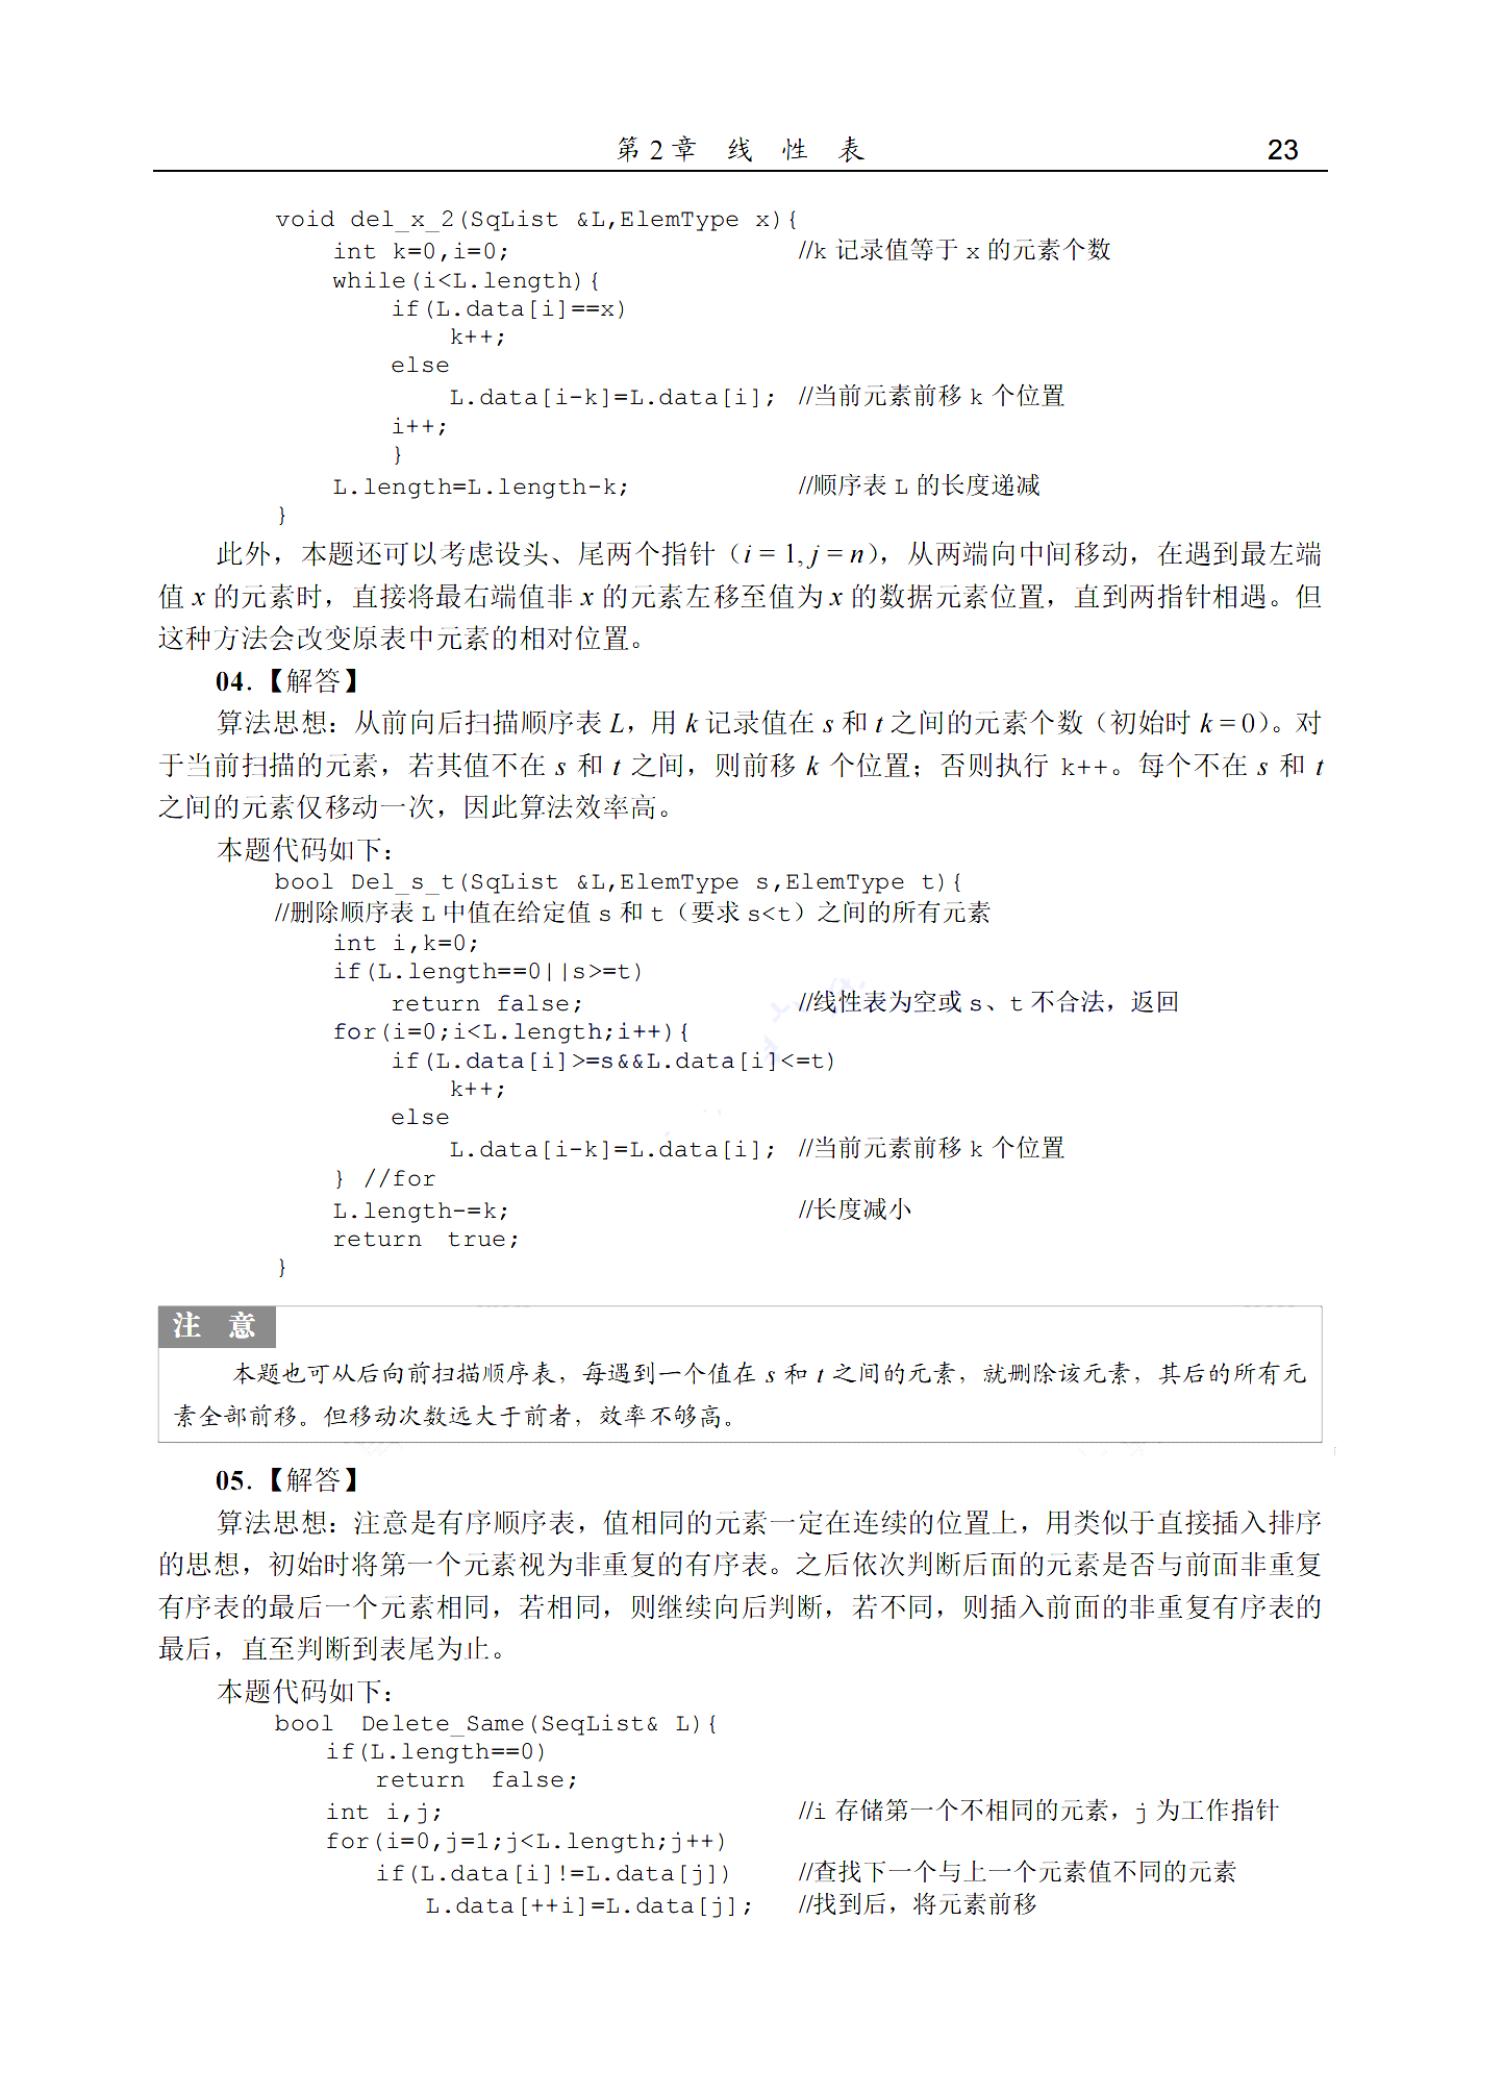 第 2 章 线 性 表 23
void del_x_2(SqList &L,ElemType x){
int k=0,i=0; //k 记录值等于 x 的元素个数
while(i<L.length){
if(L.data[i]==x)
k++;
else
L.data[i-k]=L.data[i]; //当前元素前移 k 个位置
i++;
}
L.length=L.length-k; //顺序表 L 的长度递减
}
此外，本题还可以考虑设头、尾两个指针（i = 1, j = n），从两端向中间移动，在遇到最左端
值 x 的元素时，直接将最右端值非 x 的元素左移至值为 x 的数据元素位置，直到两指针相遇。但
这种方法会改变原表中元素的相对位置。
04.【解答】
算法思想：从前向后扫描顺序表 L，用 k 记录值在 s 和 t 之间的元素个数（初始时 k = 0）。对
于当前扫描的元素，若其值不在 s 和 t 之间，则前移 k 个位置；否则执行 k++。每个不在 s 和 t
之间的元素仅移动一次，因此算法效率高。
本题代码如下：
bool Del_s_t(SqList &L,ElemType s,ElemType t){
//删除顺序表 L 中值在给定值 s 和 t（要求 s<t）之间的所有元素
int i,k=0;
if(L.length==0||s>=t)
return false; //线性表为空或 s、t 不合法，返回
for(i=0;i<L.length;i++){
if(L.data[i]>=s&&L.data[i]<=t)
k++;
else
L.data[i-k]=L.data[i]; //当前元素前移 k 个位置
} //for
L.length-=k; //长度减小
return true;
}
注 意
本题也可从后向前扫描顺序表，每遇到一个值在 s 和 t 之间的元素，就删除该元素，其后的所有元
素全部前移。但移动次数远大于前者，效率不够高。
05.【解答】
算法思想：注意是有序顺序表，值相同的元素一定在连续的位置上，用类似于直接插入排序
的思想，初始时将第一个元素视为非重复的有序表。之后依次判断后面的元素是否与前面非重复
有序表的最后一个元素相同，若相同，则继续向后判断，若不同，则插入前面的非重复有序表的
最后，直至判断到表尾为止。
本题代码如下：
bool Delete_Same(SeqList& L){
if(L.length==0)
return false;
int i,j; //i 存储第一个不相同的元素，j 为工作指针
for(i=0,j=1;j<L.length;j++)
if(L.data[i]!=L.data[j]) //查找下一个与上一个元素值不同的元素
L.data[++i]=L.data[j]; //找到后，将元素前移